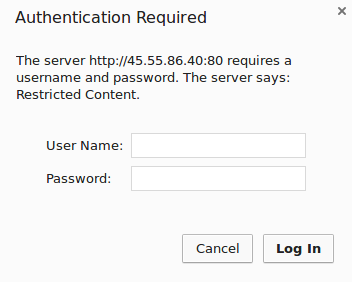 Authentication Required
The server http://45.55.86.40:80 requires a
username and password. The server says:
Restricted Content.
User Name:
Password:
Cancel
Log In